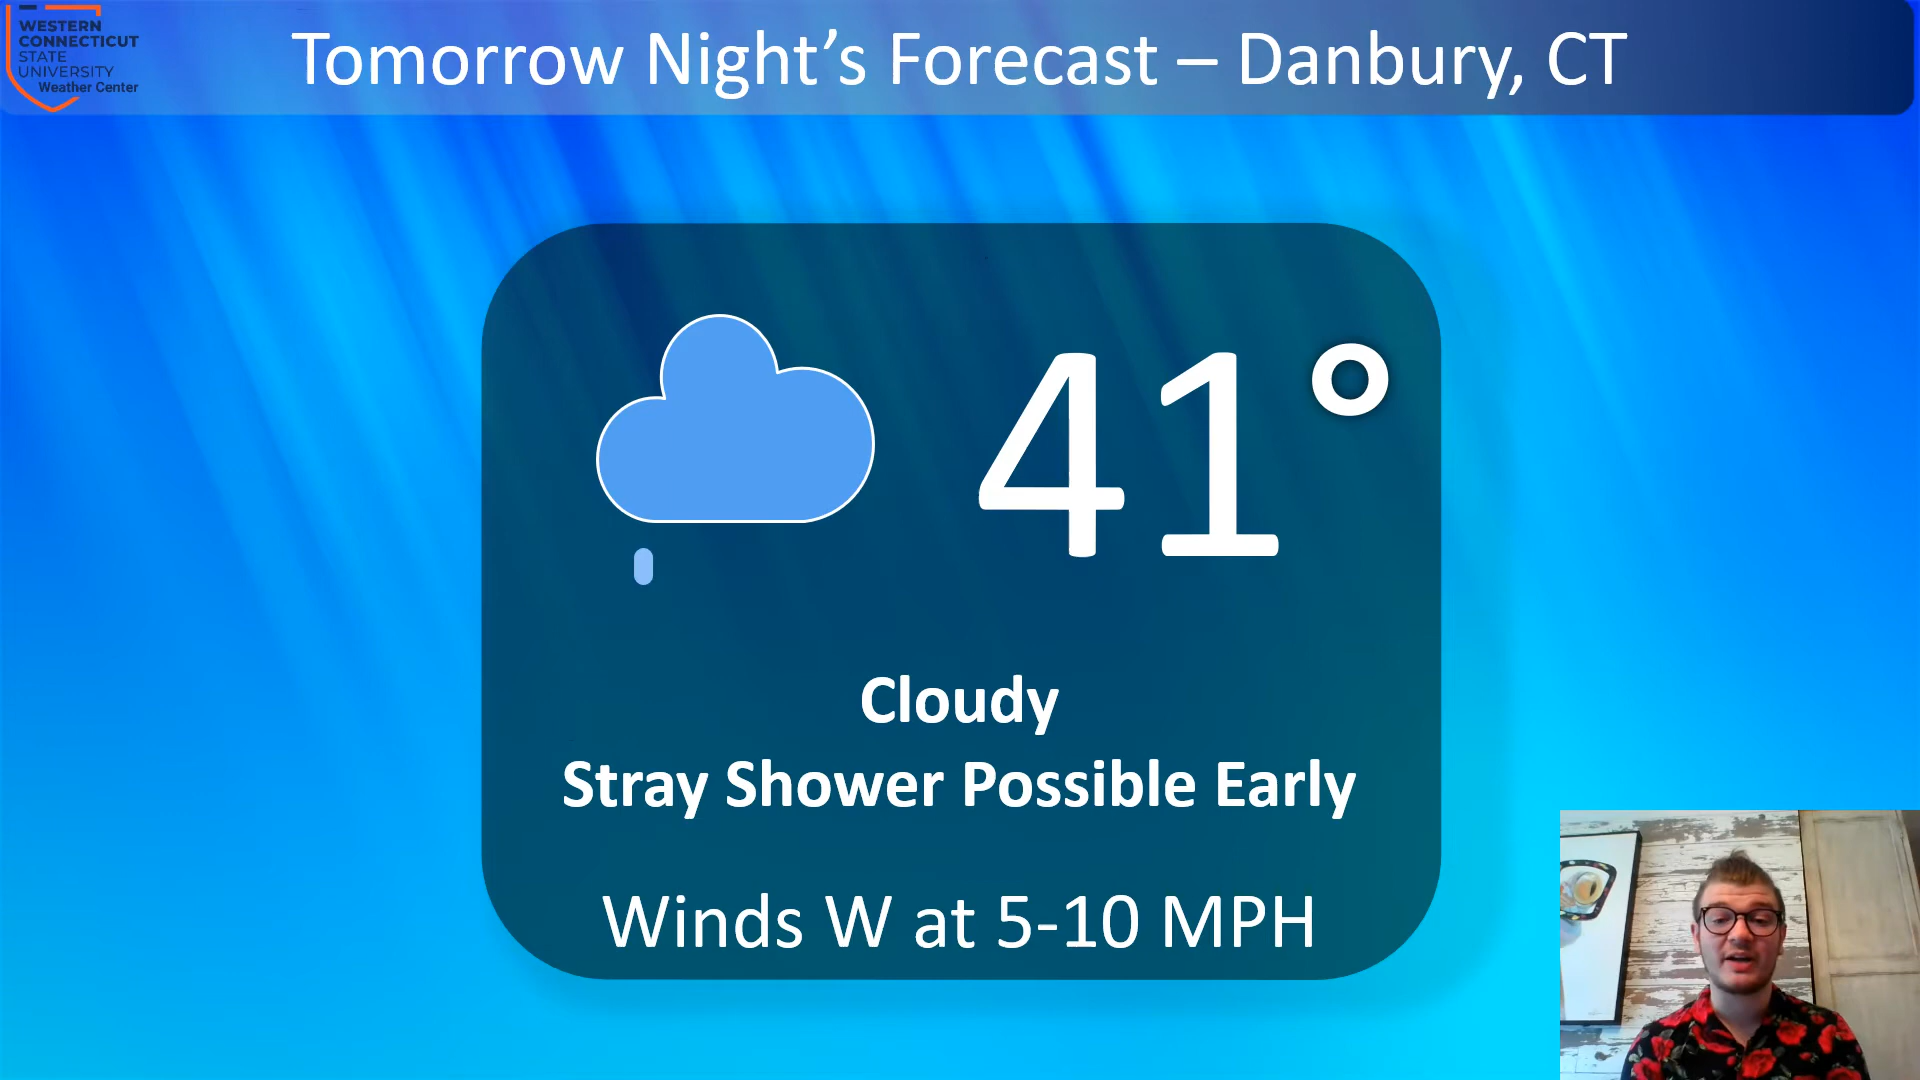 WESTERN
CONNECTICUT
STATE
UNIVERSITY
Weather Center
Tomorrow Night’s Forecast – Danbury, CT
41°
Cloudy
Stray Shower Possible Early
Winds W at 5-10 MPH